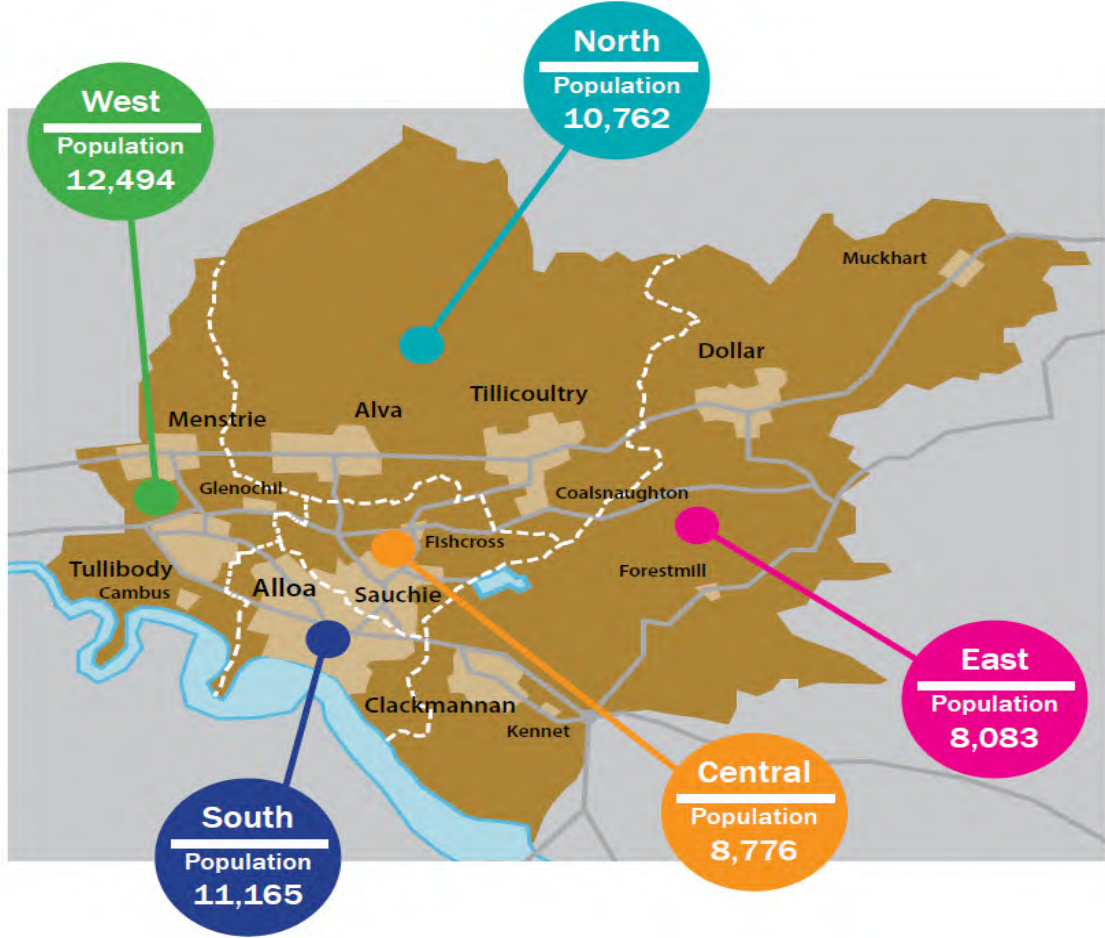 North
Population
10,762
West
Population
12,494
Muckhart
Dollar
Tillicoultry
Alva
Menstrie
Glenochil
Coalsnaughton
Fishcross
Forestmill
Tullibody
Cambus
Alloa
Sauchie
Clackmannan
Kennet
East
Population
8,083
Central
Population
8,776
South
Population
11,165